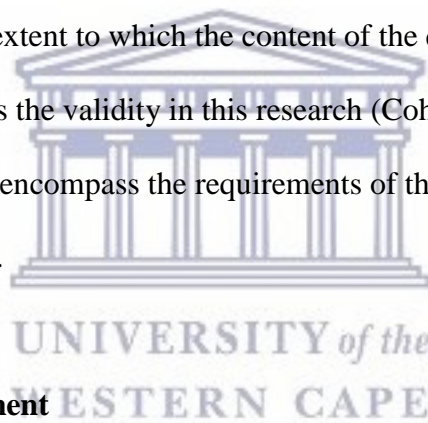 extent to which the content of the
s the validity in this research (Coh
encompass the requirements of th
UNIVERSITY of the
WESTERN CAPE
ment